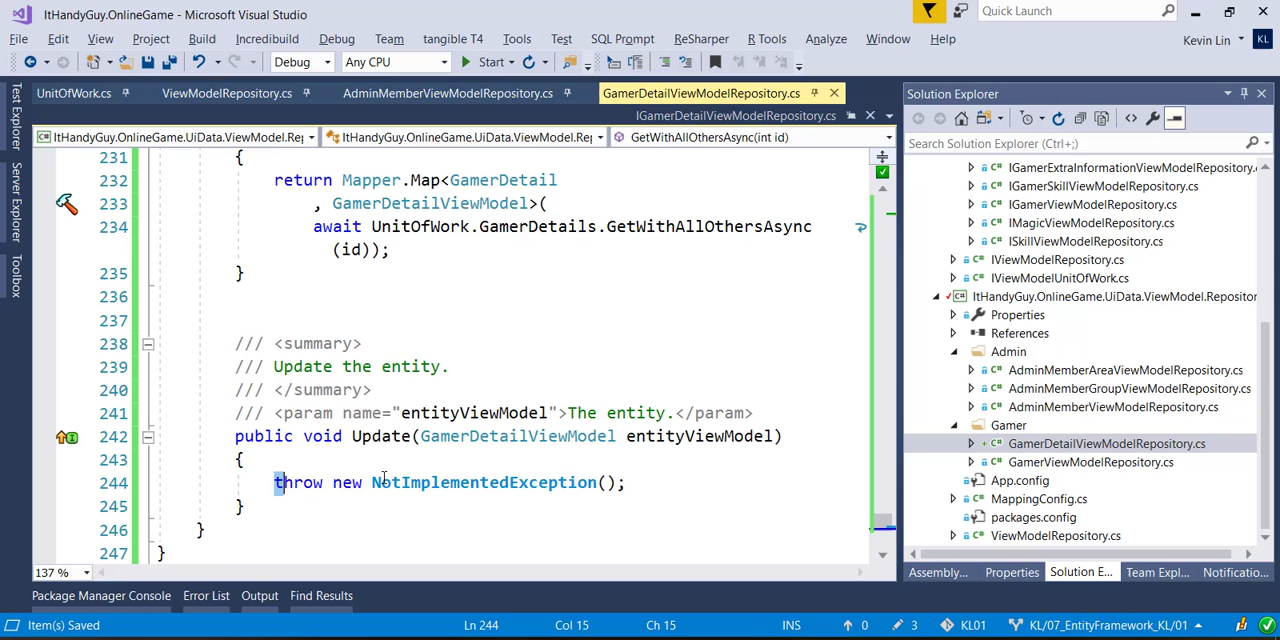 ItHandyGuy.OnlineGame - Microsoft Visual Studio
Quick Launch
File Edit View Project Build Incredibuild Debug Team tangible T4 Tools Test SQL Prompt ReSharper R Tools Analyze Window Help
Kevin Lin KL
Debug Any CPU Start
UnitOfWork.cs ViewModelRepository.cs AdminMemberViewModelRepository.cs GamerDetailViewModelRepository.cs
IGamerDetailViewModelRepository.cs
ItHandyGuy.OnlineGame.UiData.ViewModel.Rep ItHandyGuy.OnlineGame.UiData.ViewModel.Re GetWithAllOthersAsync(int id)
Test Explorer
Server Explorer
Toolbox
231 {
232 return Mapper.Map<GamerDetail
233 , GamerDetailViewModel>(
234 await UnitOfWork.GamerDetails.GetWithAllOthersAsync
(id));
235 }
236
237
238 /// <summary>
239 /// Update the entity.
240 /// </summary>
241 /// <param name="entityViewModel">The entity.</param>
242 public void Update(GamerDetailViewModel entityViewModel)
243 {
244 throw new NotImplementedException();
245 }
246 }
247 }
137 %
Solution Explorer
Search Solution Explorer (Ctrl+;)
IGamerExtraInformationViewModelRepository.
IGamerSkillViewModelRepository.cs
IGamerViewModelRepository.cs
IMagicViewModelRepository.cs
ISkillViewModelRepository.cs
IViewModelRepository.cs
IViewModelUnitOfWork.cs
ItHandyGuy.OnlineGame.UiData.ViewModel.Repositor
Properties
References
Admin
AdminMemberAreaViewModelRepository.cs
AdminMemberGroupViewModelRepository.cs
AdminMemberViewModelRepository.cs
Gamer
GamerDetailViewModelRepository.cs
GamerViewModelRepository.cs
App.config
MappingConfig.cs
packages.config
ViewModelRepository.cs
Assembly... Properties Solution E... Team Expl... Notificatio...
Package Manager Console Error List Output Find Results
Item(s) Saved Ln 244 Col 15 Ch 15 INS 0 3 KL01 KL/07_EntityFramework_KL/01